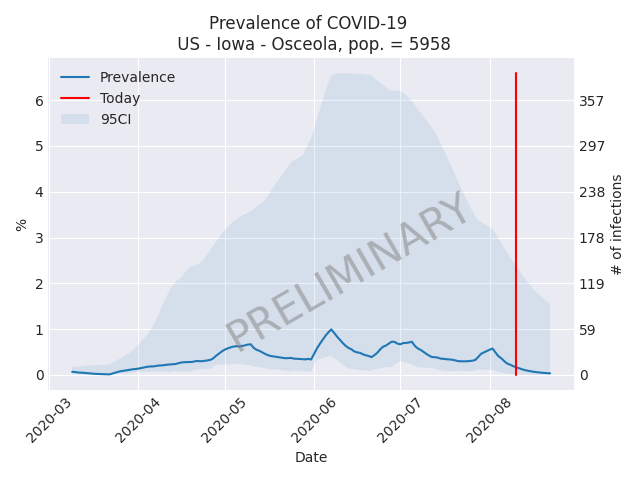 Prevalence of COVID-19
US - Iowa - Osceola, pop. = 5958
Prevalence
Today
95CI
6
5
4
3
2
1
0
%
357
297
238
178
119
59
0
# of infections
PRELIMINARY
2020-03
2020-04
2020-05
2020-06
2020-07
2020-08
Date